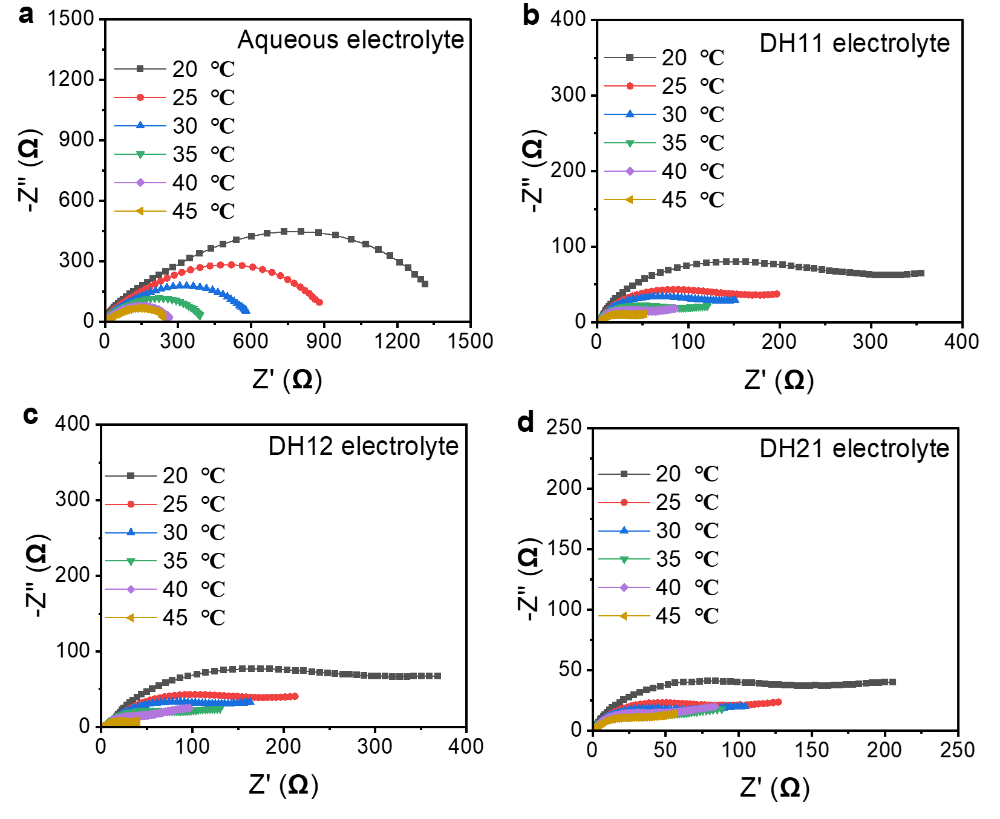 a
Aqueous electrolyte
20 °C
25 °C
30 °C
35 °C
40 °C
45 °C
1500
1200
900
600
300
0
-Z" (Ω)
0 300 600 900 1200 1500
Z' (Ω)
b
DH11 electrolyte
20 °C
25 °C
30 °C
35 °C
40 °C
45 °C
400
300
200
100
0
-Z" (Ω)
0 100 200 300 400
Z' (Ω)
c
DH12 electrolyte
20 °C
25 °C
30 °C
35 °C
40 °C
45 °C
400
300
200
100
0
-Z" (Ω)
0 100 200 300 400
Z' (Ω)
d
DH21 electrolyte
20 °C
25 °C
30 °C
35 °C
40 °C
45 °C
250
200
150
100
50
0
-Z" (Ω)
0 50 100 150 200 250
Z' (Ω)